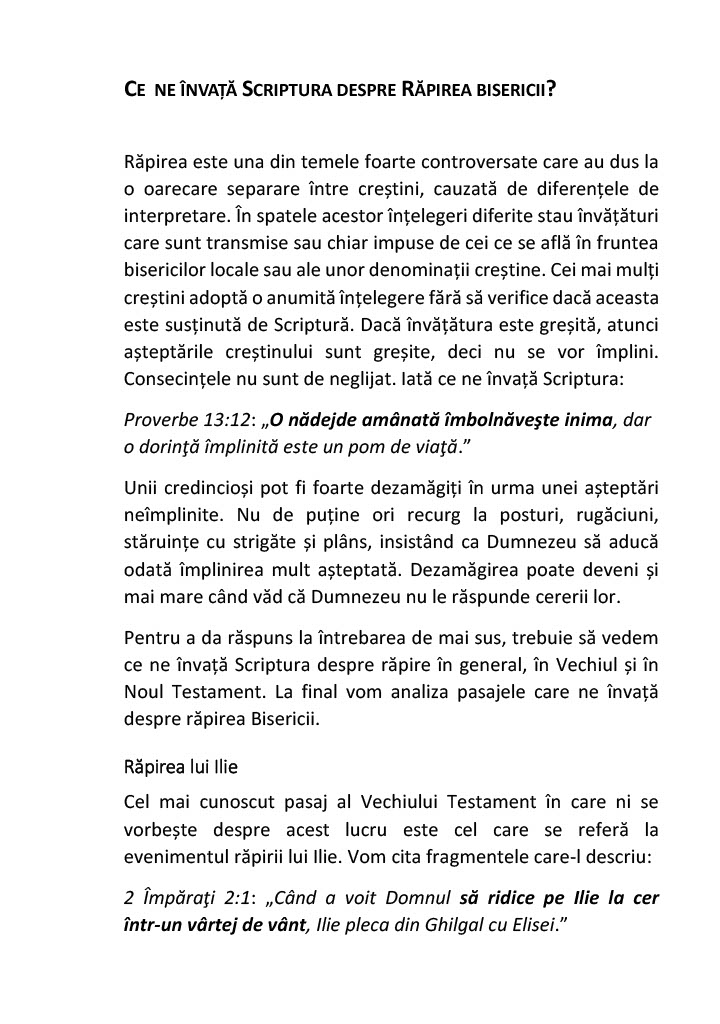 CE NE ÎNVAȚĂ SCRIPTURA DESPRE RĂPIREA BISERICII?
Răpirea este una din temele foarte controversate care au dus la
o oarecare separare între creștini, cauzată de diferențele de
interpretare. În spatele acestor înțelegeri diferite stau învățături
care sunt transmise sau chiar impuse de cei ce se află în fruntea
bisericilor locale sau ale unor denominații creștine. Cei mai mulți
creștini adoptă o anumită înțelegere fără să verifice dacă aceasta
este susținută de Scriptură. Dacă învățătura este greșită, atunci
așteptările creștinului sunt greșite, deci nu se vor împlini.
Consecințele nu sunt de neglijat. Iată ce ne învață Scriptura:
Proverbe 13:12: „O nădejde amânată îmbolnăveşte inima, dar
o dorinţă împlinită este un pom de viaţă.”
Unii credincioși pot fi foarte dezamăgiți în urma unei așteptări
neîmplinite. Nu de puține ori recurg la posturi, rugăciuni,
stăruințe cu strigăte și plâns, insistând ca Dumnezeu să aducă
odată împlinirea mult așteptată. Dezamăgirea poate deveni și
mai mare când văd că Dumnezeu nu le răspunde cererii lor.
Pentru a da răspuns la întrebarea de mai sus, trebuie să vedem
ce ne învață Scriptura despre răpire în general, în Vechiul și în
Noul Testament. La final vom analiza pasajele care ne învață
despre răpirea Bisericii.
Răpirea lui Ilie
Cel mai cunoscut pasaj al Vechiului Testament în care ni se
vorbește despre acest lucru este cel care se referă la
evenimentul răpirii lui Ilie. Vom cita fragmentele care-l descriu:
2 Împăraţi 2:1: „Când a voit Domnul să ridice pe Ilie la cer
într-un vârtej de vânt, Ilie pleca din Ghilgal cu Elisei.”